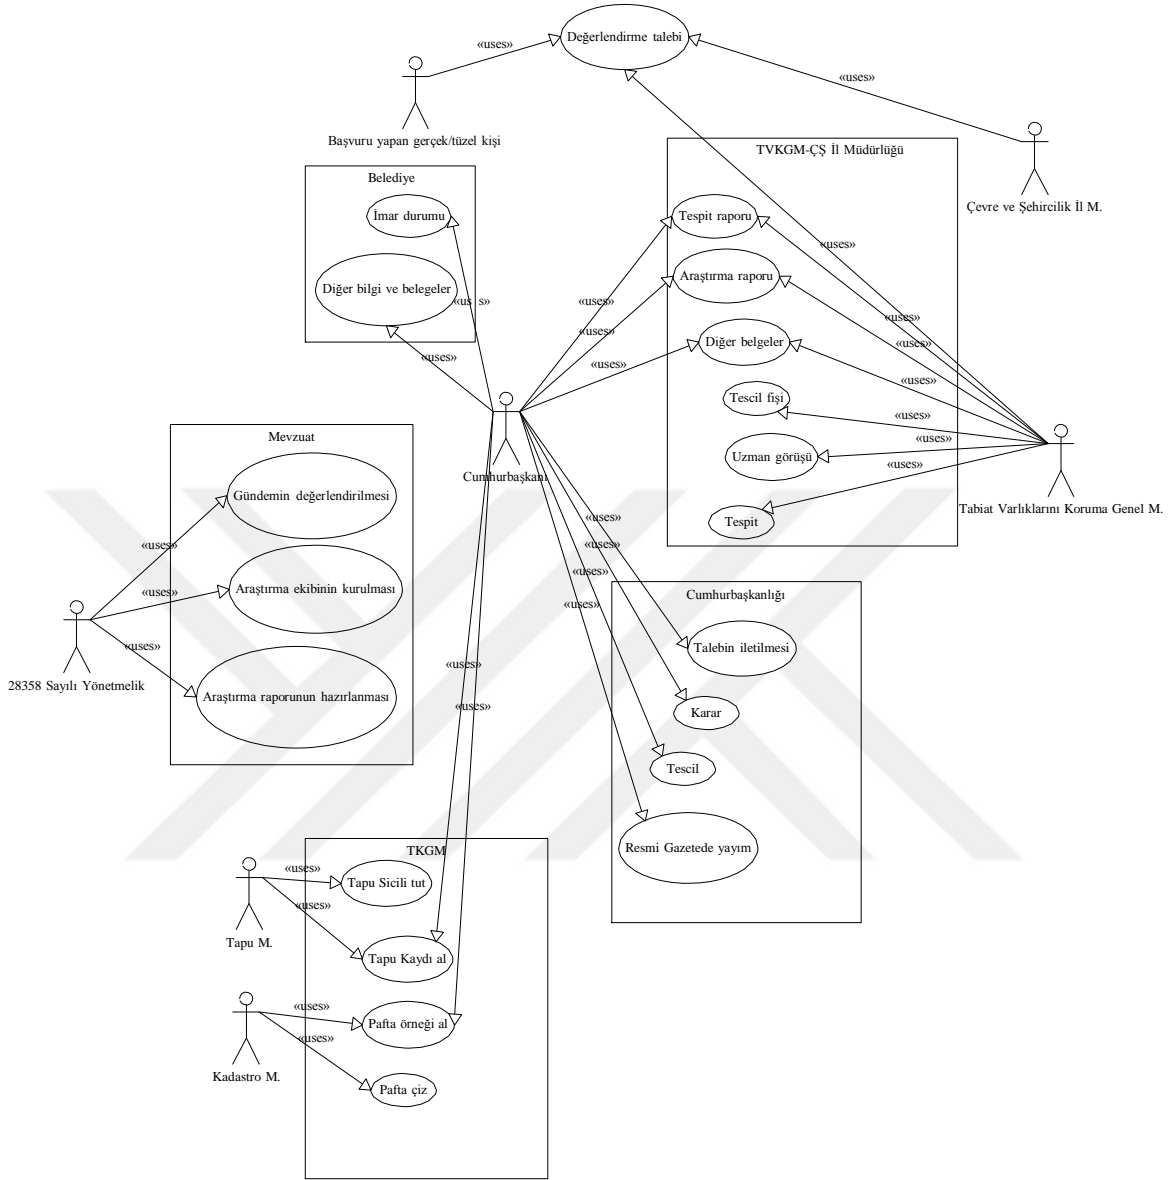 Değerlendirme talebi
«uses»
«uses»
Başvuru yapan gerçek/tüzel kişi
TVKGM-ÇŞ İl Müdürlüğü
Belediye
Çevre ve Şehircilik İl M.
İmar durumu
Tespit raporu
«uses»
«uses»
Araştırma raporu
Diğer bilgi ve belegeler
«us s»
«uses»
«uses»
«uses»
Diğer belgeler
«uses»
«uses»
«uses»
«uses»
Tescil fişi
«uses»
Mevzuat
«uses»
Uzman görüşü
«uses»
Cumhurbaşkanı
Gündemin değerlendirilmesi
Tabiat Varlıklarını Koruma Genel M.
«uses»
Tespit
«uses»
«uses»
«uses»
Araştırma ekibinin kurulması
«uses»
«uses»
Cumhurbaşkanlığı
«uses»
Talebin iletilmesi
«uses»
28358 Sayılı Yönetmelik
Araştırma raporunun hazırlanması
«uses»
Karar
Tescil
Resmi Gazetede yayım
TKGM
«uses»
Tapu Sicili tut
«uses»
Tapu M.
Tapu Kaydı al
«uses»
Pafta örneği al
«uses»
Kadastro M.
Pafta çiz